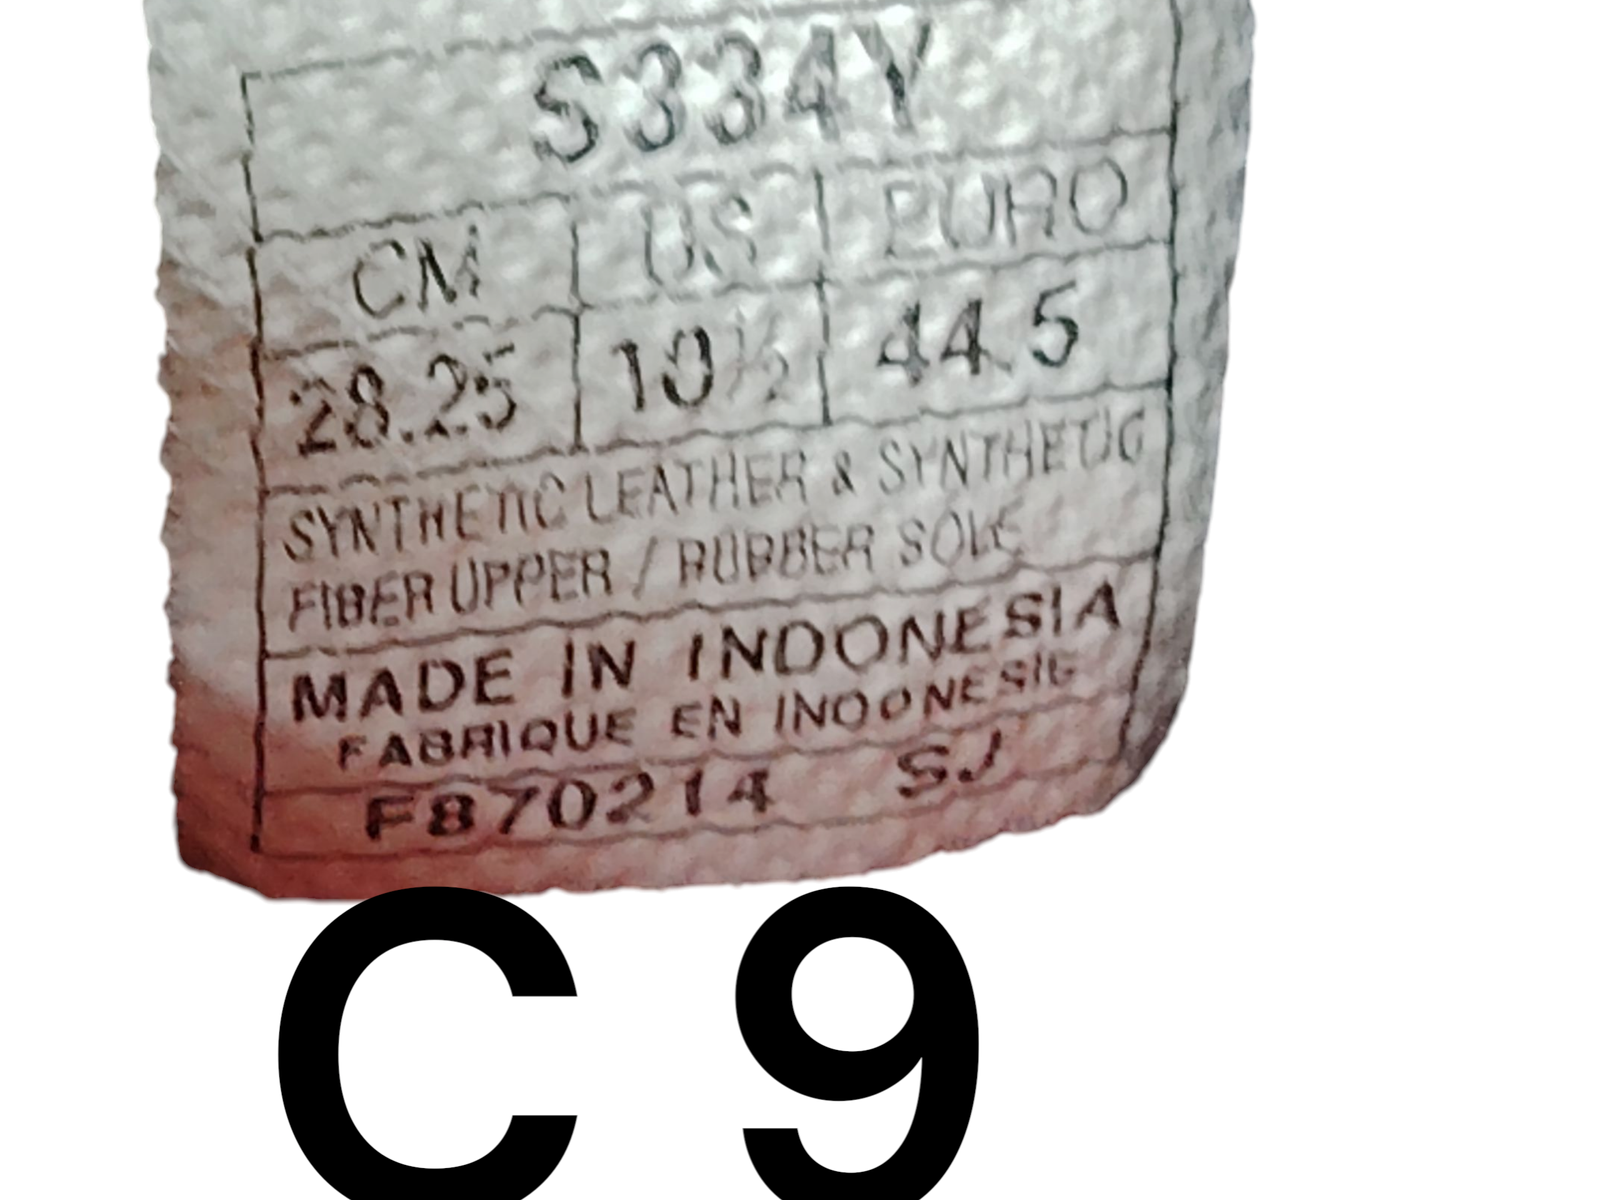 S334Y
CM US EURO
28.25 10½ 44.5
SYNTHETIC LEATHER & SYNTHETIC
FIBER UPPER / RUBBER SOLE
MADE IN INDONESIA
FABRIQUE EN INDONESIE
F870214 SJ
C 9